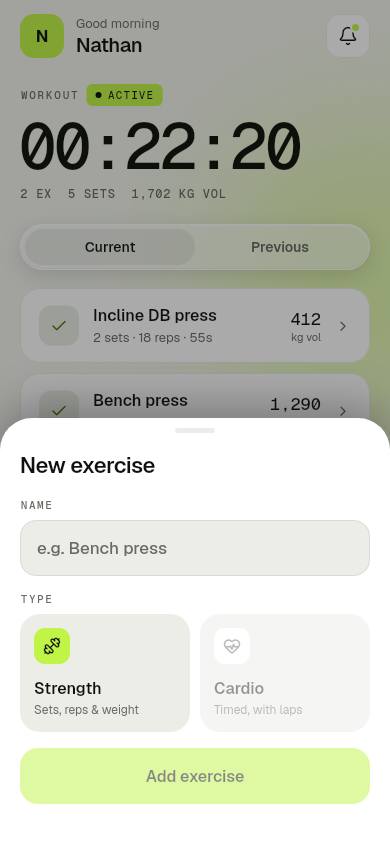 N
Good morning
Nathan
WORKOUT
ACTIVE
00:22:20
2 EX 5 SETS 1,702 KG VOL
Current
Previous
Incline DB press
2 sets · 18 reps · 55s
412
kg vol
Bench press
1,290
New exercise
NAME
e.g. Bench press
TYPE
Strength
Sets, reps & weight
Cardio
Timed, with laps
Add exercise